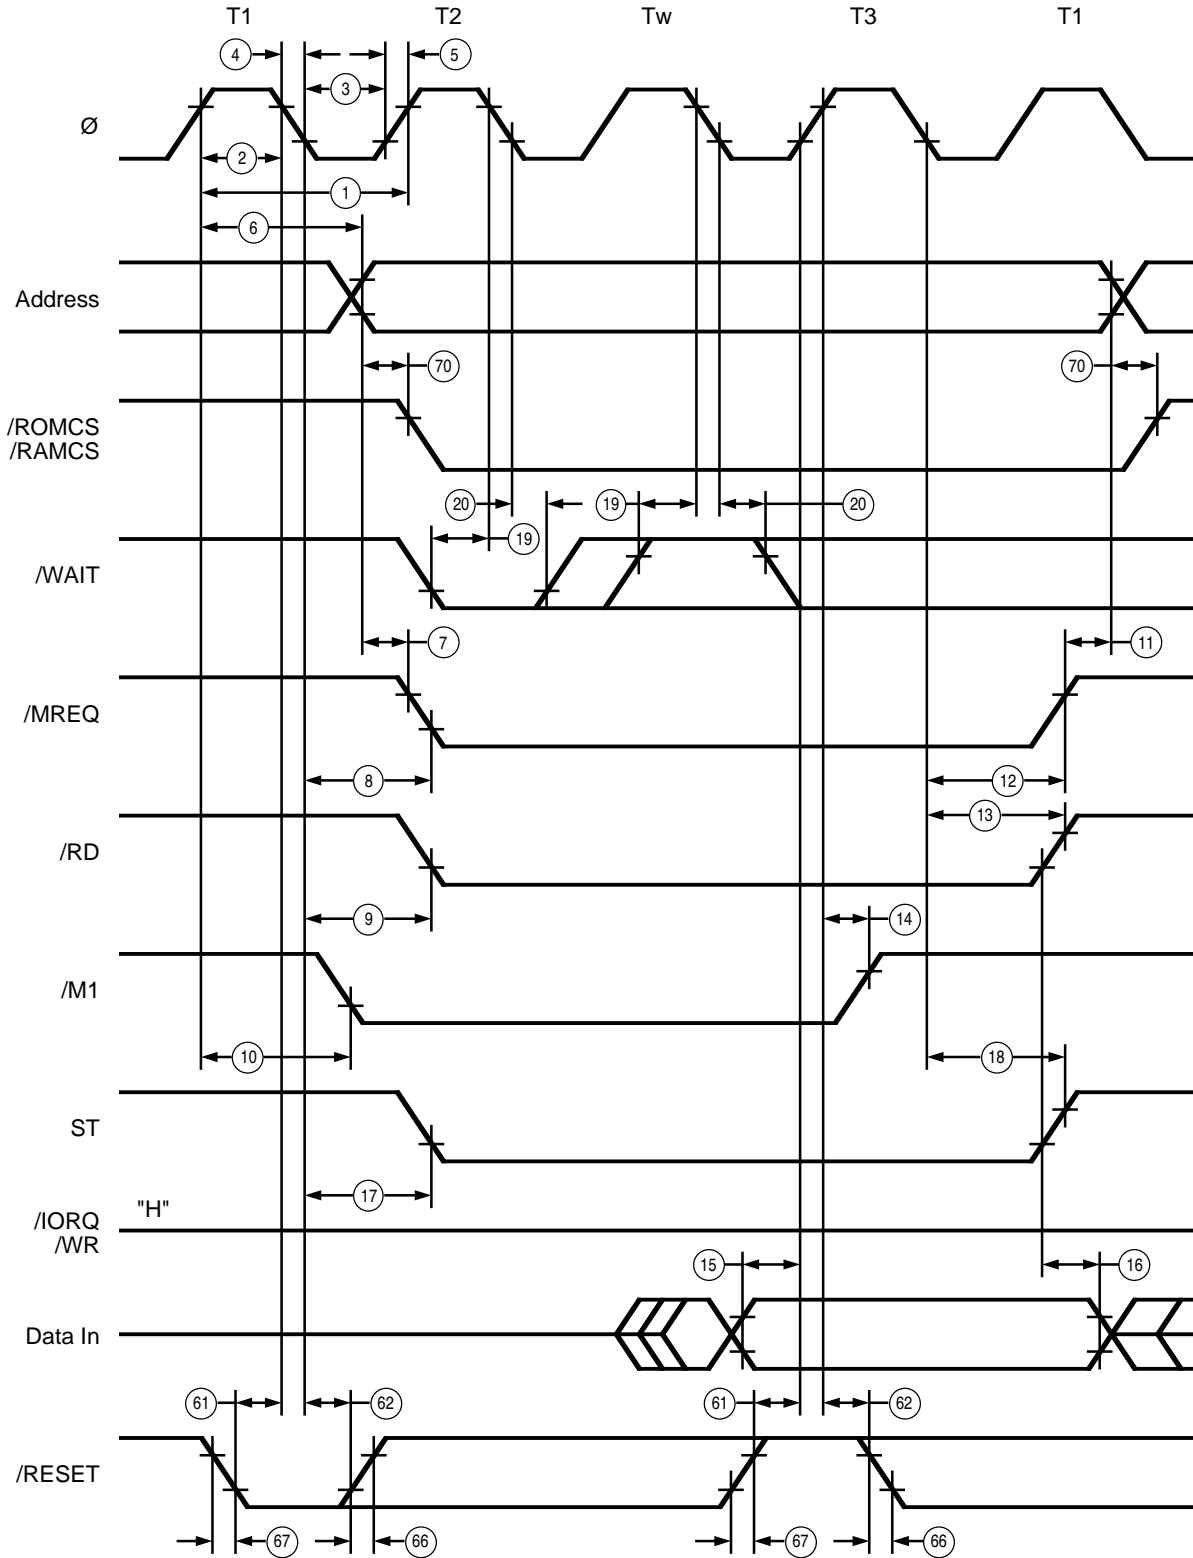 T1 T2 Tw T3 T1
4 5
3
Ø
2
1
6
Address
70 70
/ROMCS
/RAMCS
20 19 20
19
/WAIT
7 11
/MREQ
8 12
13
/RD
9 14
/M1
10 18
ST
17
"H"
/IORQ
/WR
15 16
Data In
61 62 61 62
/RESET
67 66 67 66